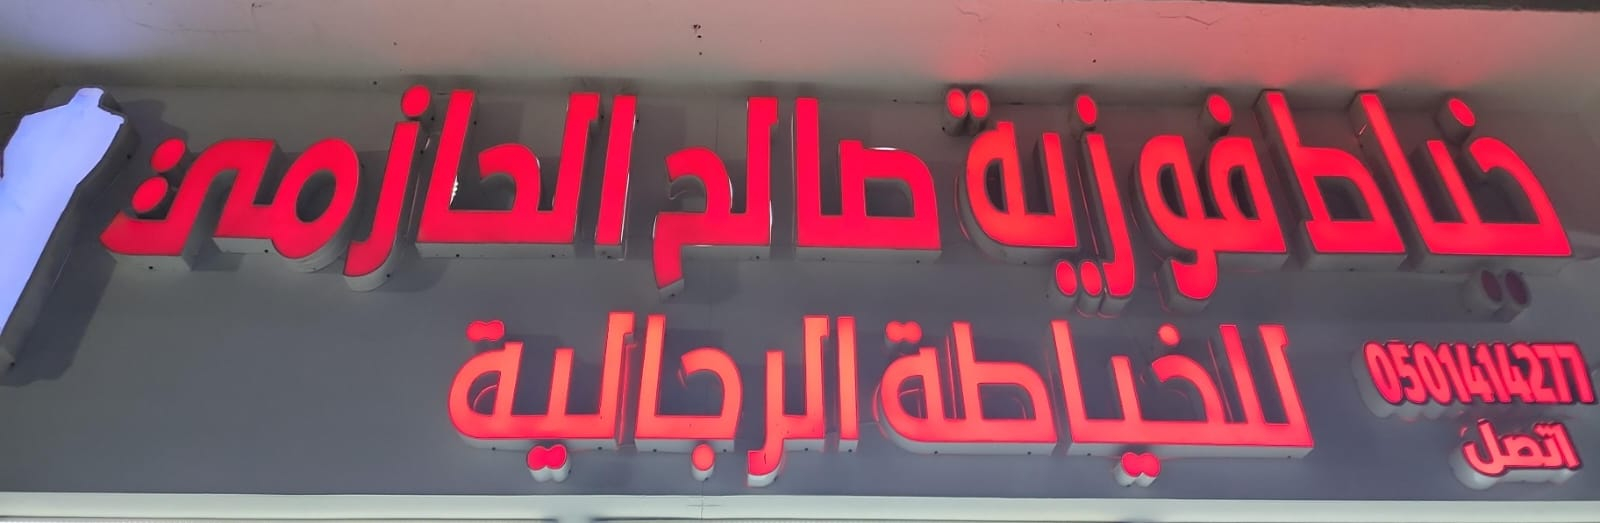 خياط فوزية صالح الحازمي
للخياطة الرجالية
0501414277
اتصل